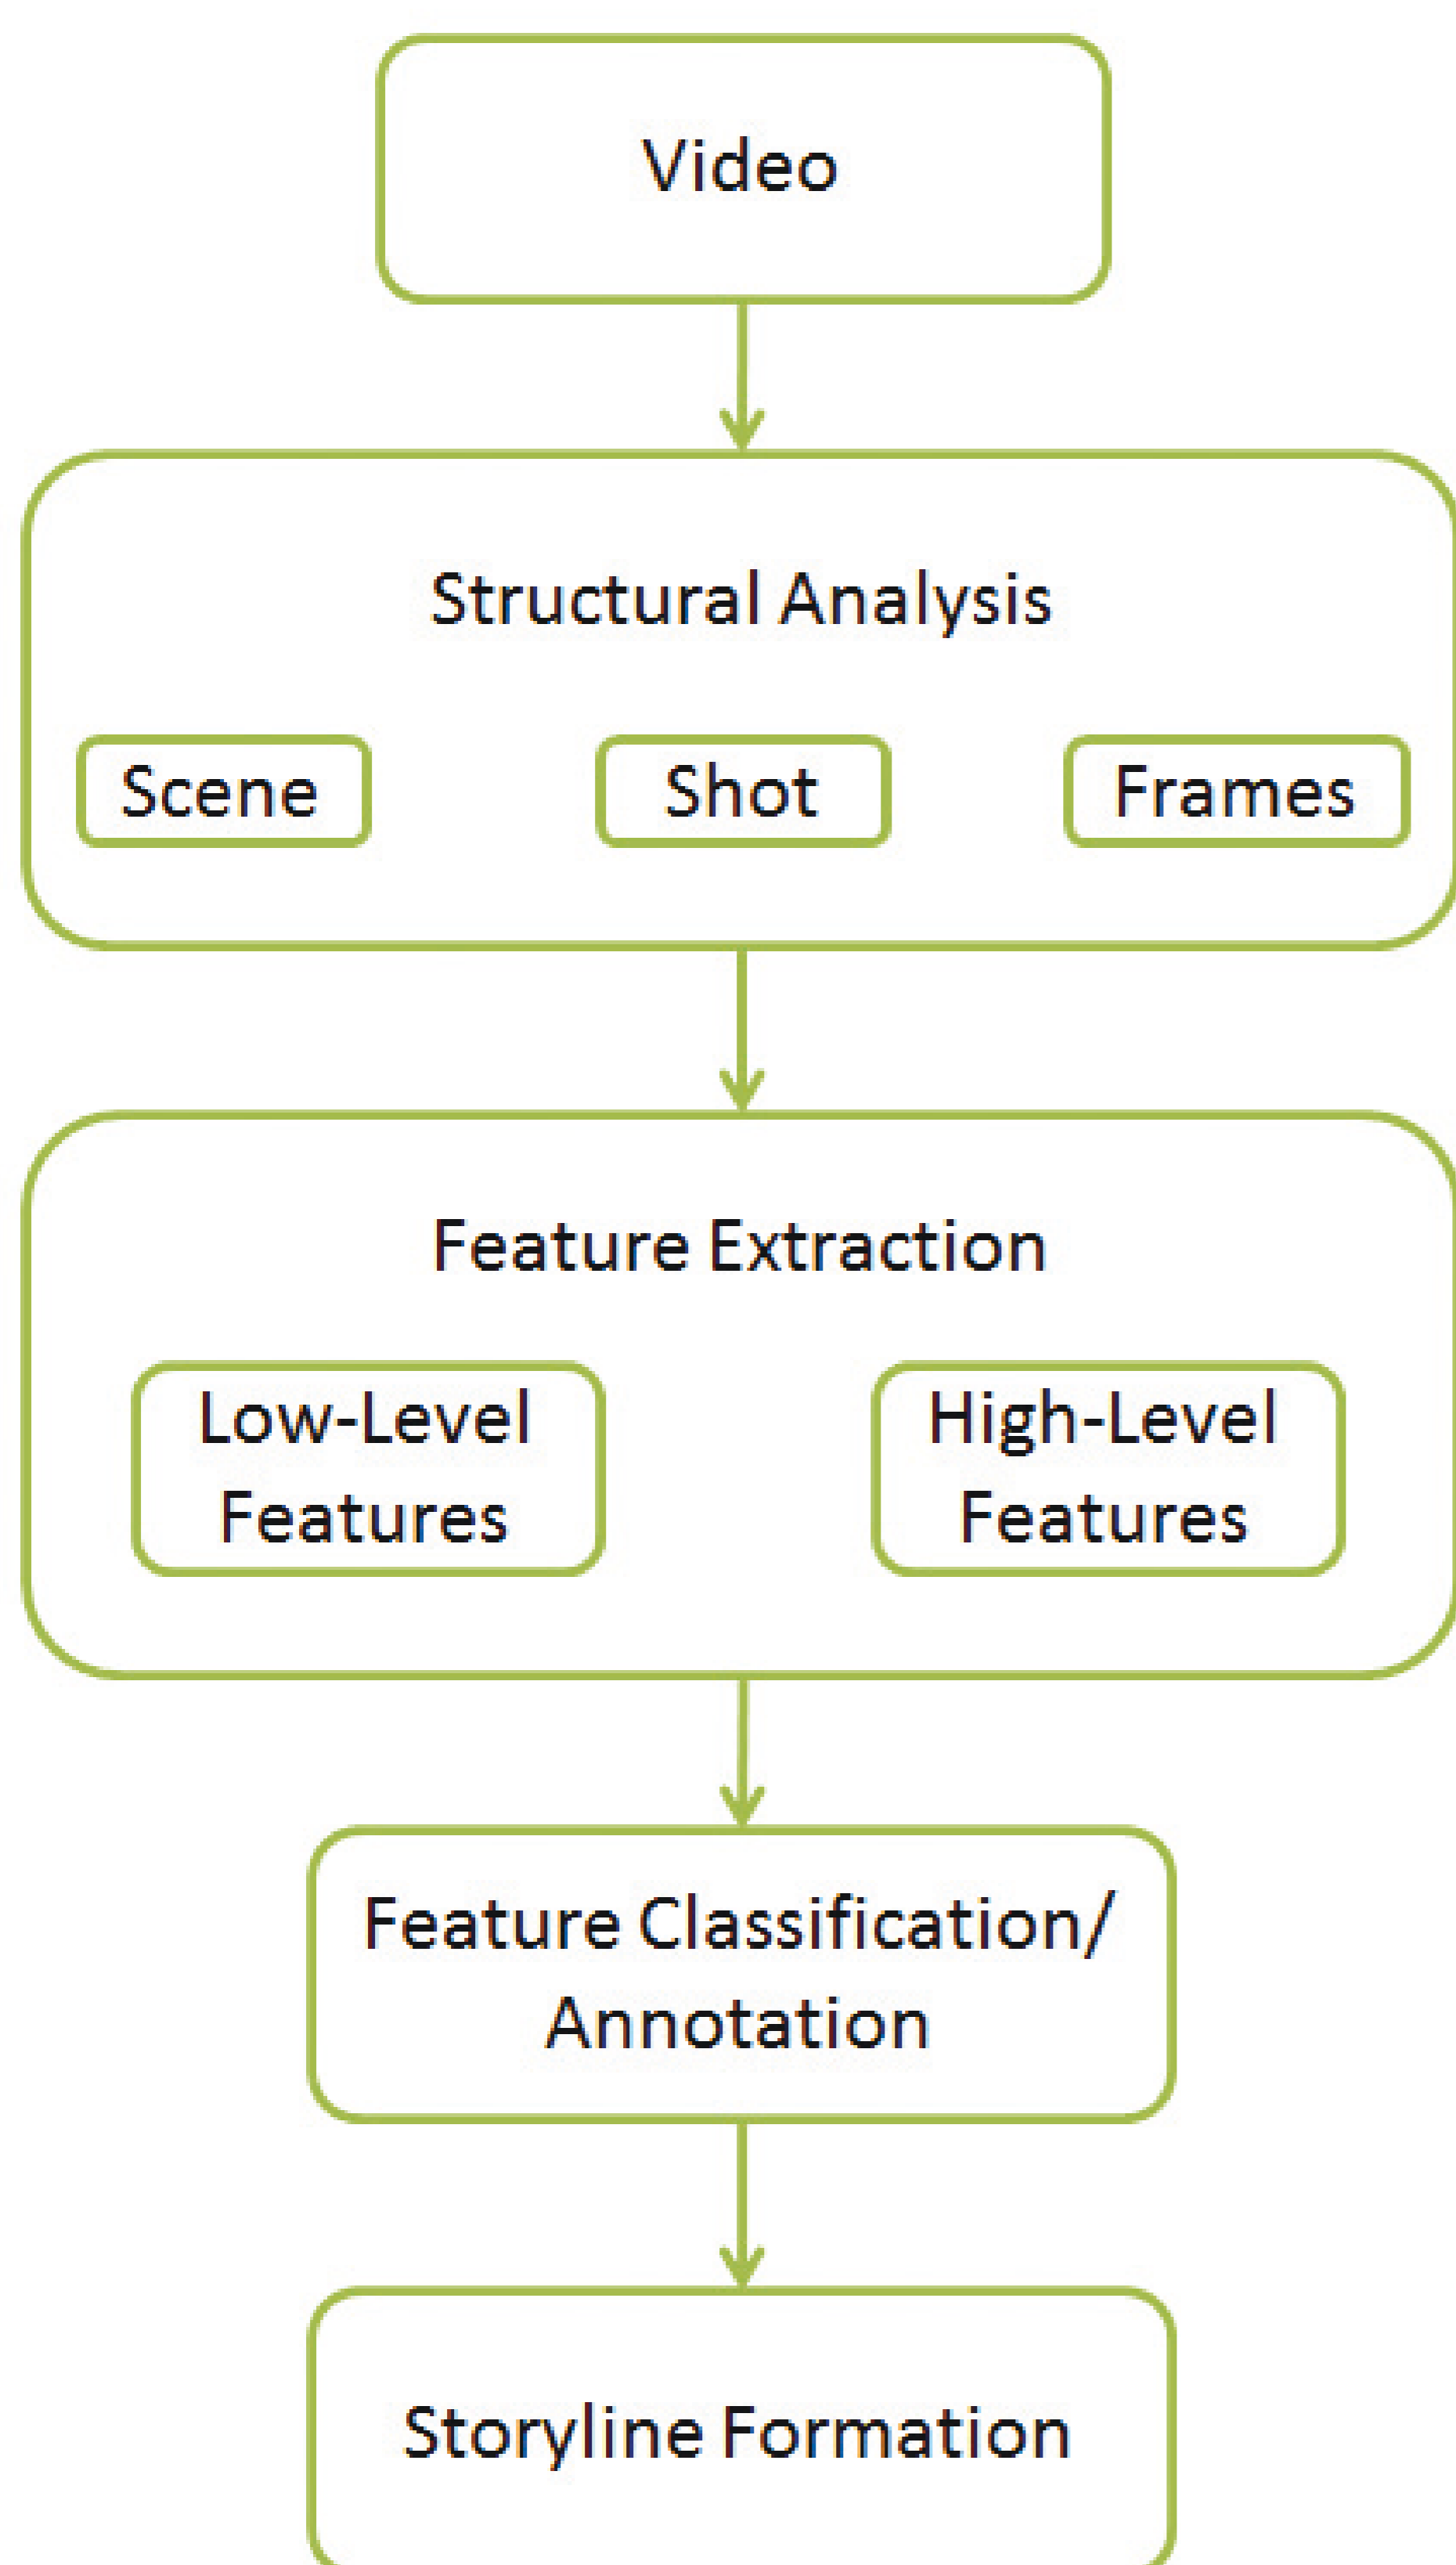 Video
Structural Analysis
Scene Shot Frames
Feature Extraction
Low-Level High-Level
Features Features
Feature Classification/
Annotation
Storyline Formation